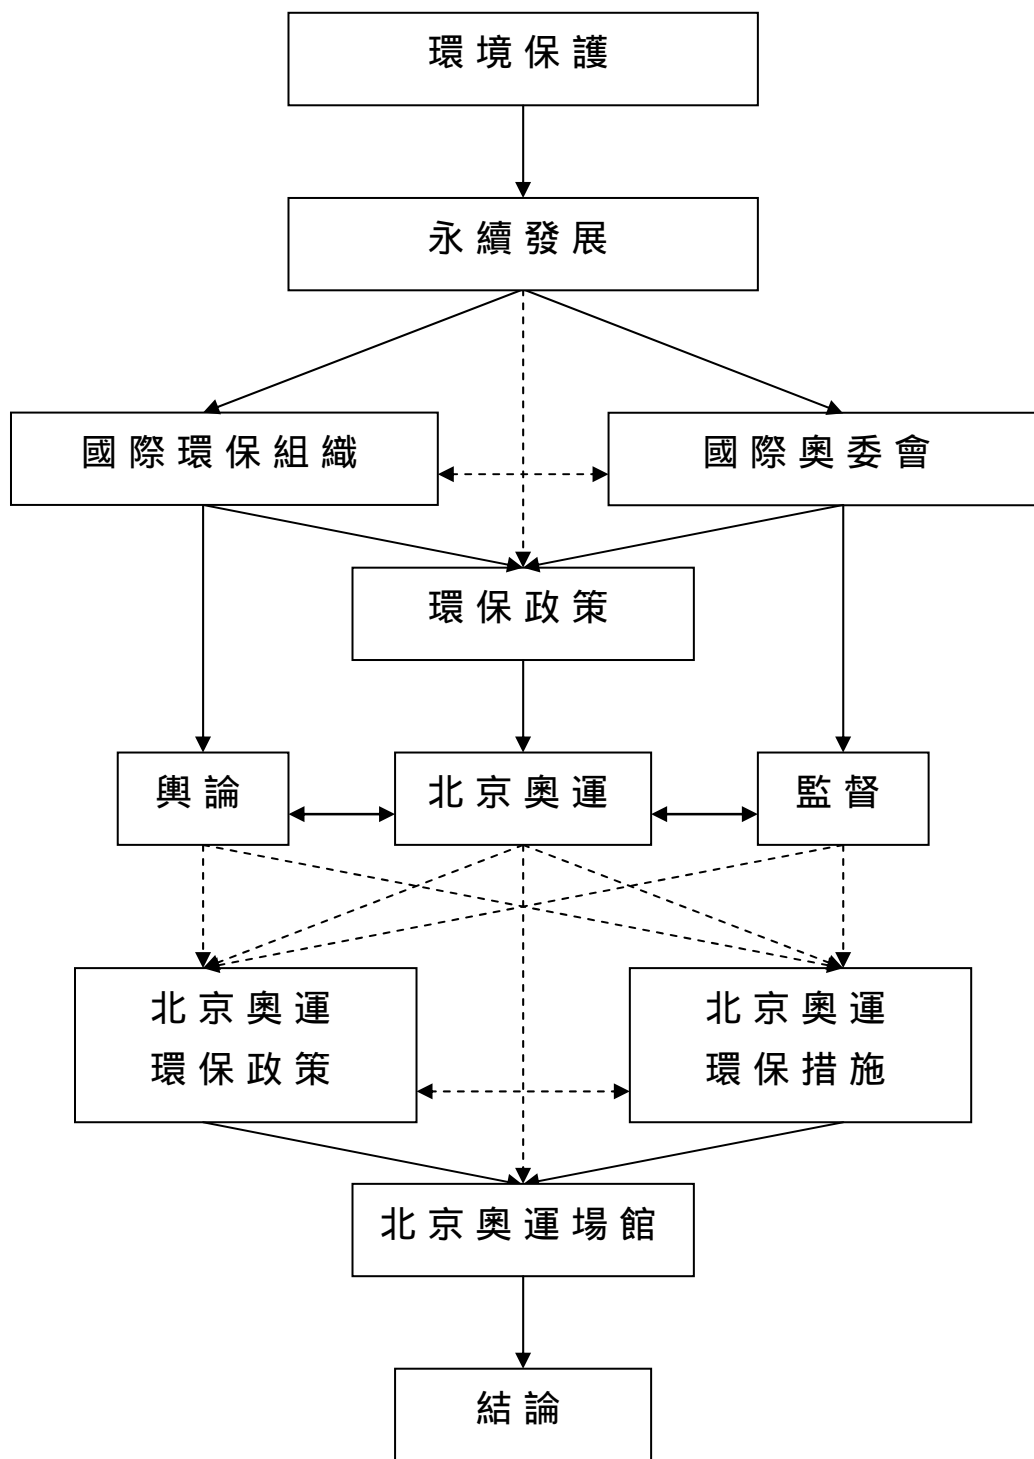 環境保護
永續發展
國際環保組織
國際奧委會
環保政策
輿論
北京奧運
監督
北京奧運
環保政策
北京奧運
環保措施
北京奧運場館
結論